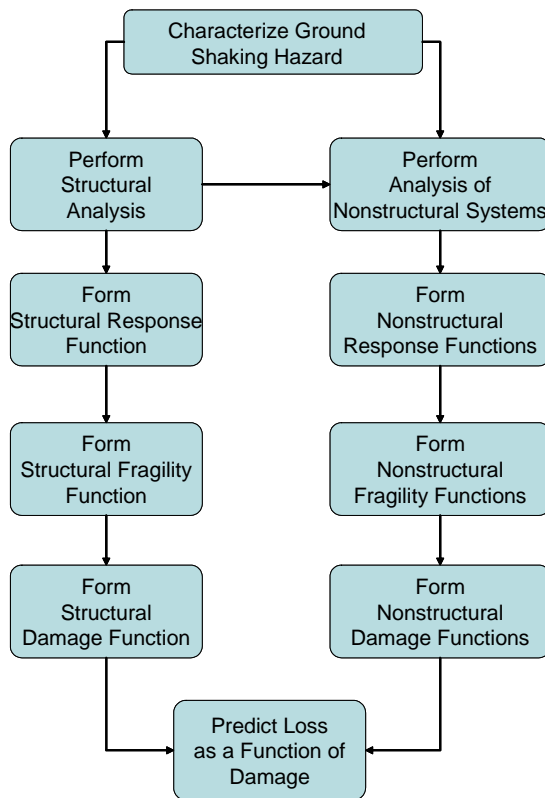 Characterize Ground
Shaking Hazard
Perform
Structural
Analysis
Perform
Analysis of
Nonstructural Systems
Form
Structural Response
Function
Form
Nonstructural
Response Functions
Form
Structural Fragility
Function
Form
Nonstructural
Fragility Functions
Form
Structural
Damage Function
Form
Nonstructural
Damage Functions
Predict Loss
as a Function of
Damage